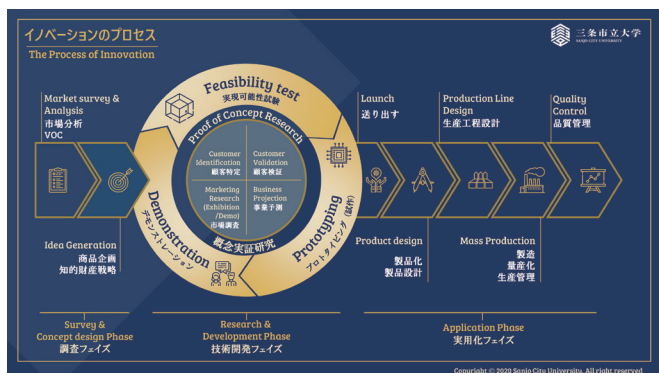 イノベーションのプロセス
The Process of Innovation
三条市立大学
SANJO CITY UNIVERSITY
Market survey &
Analysis
市場分析
VOC
Idea Generation
商品企画
知的財産戦略
Feasibility test
実現可能性試験
Proof of Concept Research
Customer
Identification
顧客特定
Customer
Validation
顧客検証
Marketing
Research
(Exhibition
/Demo)
市場調査
Business
Projection
事業予測
概念実証研究
Demonstration
デモンストレーション
Prototyping
プロトタイピング（試作）
Launch
送り出す
Product design
製品化
製品設計
Production Line
Design
生産工程設計
Mass Production
製造
量産化
生産管理
Quality
Control
品質管理
Survey &
Concept design Phase
調査フェイズ
Research &
Development Phase
技術開発フェイズ
Application Phase
実用化フェイズ
Copyright © 2020 Sanjo City University. All right reserved